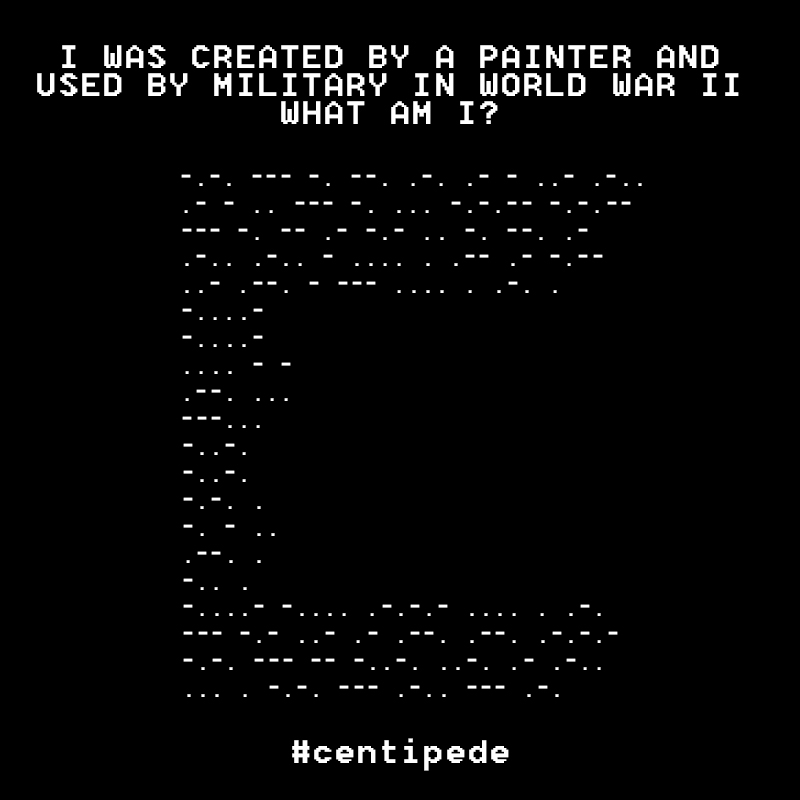 I WAS CREATED BY A PAINTER AND
USED BY MILITARY IN WORLD WAR II
WHAT AM I?
-.-. --- -. --. .-. .- - ..- .-..
.- - .. --- -. ... -.-.-- -.-.--
--- -. -- .- -.- .. -. --. .-
.-.. .-.. - .... . .-- .- -.--
..- .--. - --- .... . .-. .
-....-
-....-
.... - -
.--. ...
---...
-..-.
-..-.
-.-. .
-. - ..
.--. .
-.. .
-....- -.... .-.-.- .... . .-.
--- -.- ..- .- .--. .--. .-.-.-
-.-. --- -- -..-. ..-. .- .-..
... . -.-. --- .-.. --- .-.
#centipede